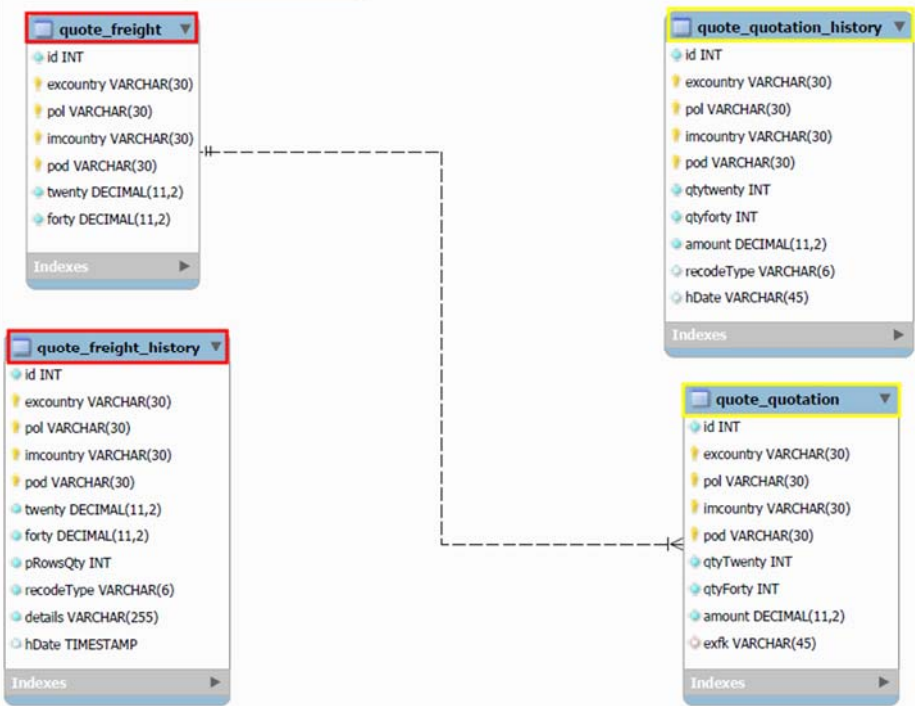 quote_freight
id INT
excountry VARCHAR(30)
pol VARCHAR(30)
imcountry VARCHAR(30)
pod VARCHAR(30)
twenty DECIMAL(11,2)
forty DECIMAL(11,2)
Indexes
quote_freight_history
id INT
excountry VARCHAR(30)
pol VARCHAR(30)
imcountry VARCHAR(30)
pod VARCHAR(30)
twenty DECIMAL(11,2)
forty DECIMAL(11,2)
pRowsQty INT
recodeType VARCHAR(6)
details VARCHAR(255)
hDate TIMESTAMP
Indexes
quote_quotation_history
id INT
excountry VARCHAR(30)
pol VARCHAR(30)
imcountry VARCHAR(30)
pod VARCHAR(30)
qtytwenty INT
qtyforty INT
amount DECIMAL(11,2)
recodeType VARCHAR(6)
hDate VARCHAR(45)
Indexes
quote_quotation
id INT
excountry VARCHAR(30)
pol VARCHAR(30)
imcountry VARCHAR(30)
pod VARCHAR(30)
qtyTwenty INT
qtyForty INT
amount DECIMAL(11,2)
exfk VARCHAR(45)
Indexes